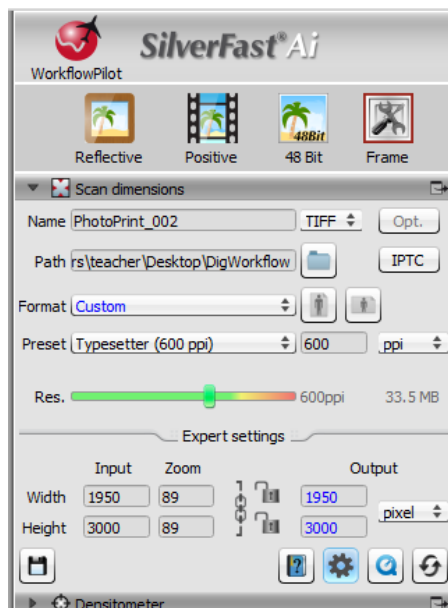 SilverFast® Ai
WorkflowPilot
48Bit
Reflective Positive 48 Bit Frame
Scan dimensions
Name PhotoPrint_002 TIFF Opt.
Path rs\teacher\Desktop\DigWorkflow IPTC
Format Custom
Preset Typesetter (600 ppi) 600 ppi
Res. 600ppi 33.5 MB
Expert settings
Input Zoom Output
Width 1950 89 1950
pixel
Height 3000 89 3000
Densitometer